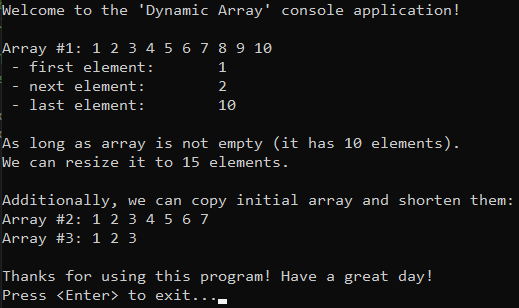 Welcome to the 'Dynamic Array' console application!
Array #1: 1 2 3 4 5 6 7 8 9 10
- first element: 1
- next element: 2
- last element: 10
As long as array is not empty (it has 10 elements).
We can resize it to 15 elements.
Additionally, we can copy initial array and shorten them:
Array #2: 1 2 3 4 5 6 7
Array #3: 1 2 3
Thanks for using this program! Have a great day!
Press <Enter> to exit...